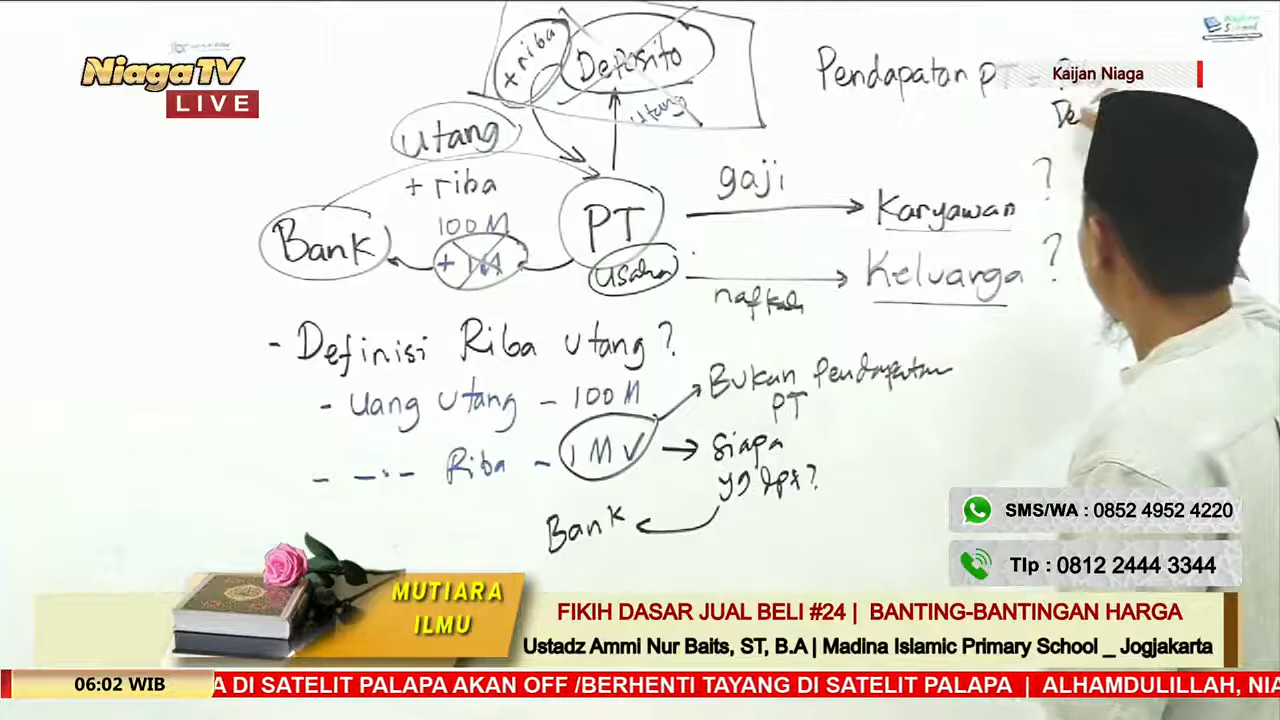 NiagaTV
LIVE
Kaijan Niaga
+ riba
Deposito
Utang
Pendapatan PT =
De
Utang
+ riba
100 M
+ 1M
Bank
PT
Usaha
gaji
Karyawan
?
nafkah
Keluarga
?
- Definisi Riba Utang?
- Uang Utang - 100 M
Bukan Pendapatan
PT
- -"- Riba - 1 M
Siapa
yg dpt?
Bank
SMS/WA : 0852 4952 4220
Tlp : 0812 2444 3344
MUTIARA
ILMU
FIKIH DASAR JUAL BELI #24 | BANTING-BANTINGAN HARGA
Ustadz Ammi Nur Baits, ST, B.A | Madina Islamic Primary School _ Jogjakarta
06:02 WIB
A DI SATELIT PALAPA AKAN OFF /BERHENTI TAYANG DI SATELIT PALAPA | ALHAMDULILLAH, NIA